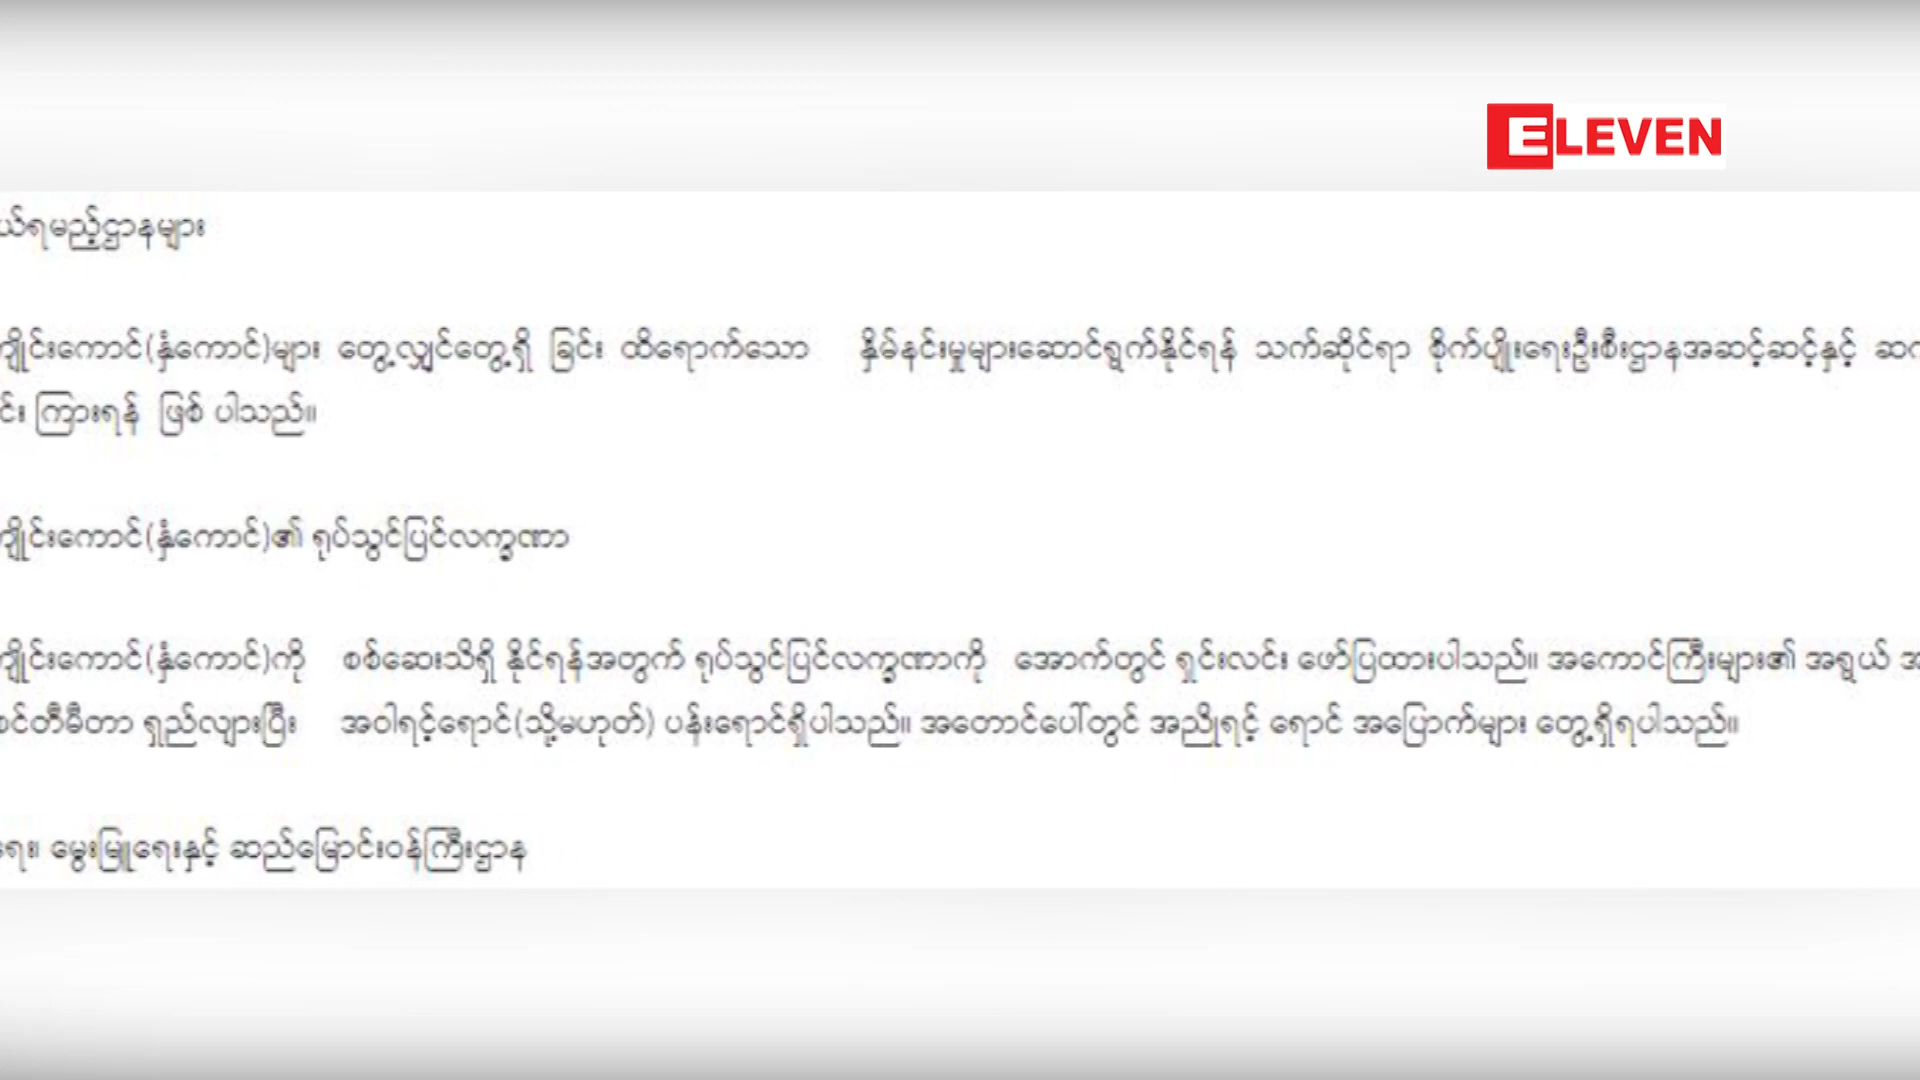 ELEVEN
ယ်ရမည့်ဌာနများ
ကျိုင်းကောင်(နှံကောင်)များ တွေ့လျှင်တွေ့ရှိ ခြင်း ထိရောက်သော နှိမ်နင်းမှုများဆောင်ရွက်နိုင်ရန် သက်ဆိုင်ရာ စိုက်ပျိုးရေးဦးစီးဌာနအဆင့်ဆင့်နှင့်
င်း ကြားရန် ဖြစ် ပါသည်။
ကျိုင်းကောင်(နှံကောင်)၏ ရုပ်သွင်ပြင်လက္ခဏာ
ကျိုင်းကောင်(နှံကောင်)ကို စစ်ဆေးသိရှိ နိုင်ရန်အတွက် ရုပ်သွင်ပြင်လက္ခဏာကို အောက်တွင် ရှင်းလင်း ဖော်ပြထားပါသည်။ အကောင်ကြီးများ၏ အရွယ်
စင်တီမီတာ ရှည်လျားပြီး အဝါရင့်ရောင်(သို့မဟုတ်) ပန်းရောင်ရှိပါသည်။ အတောင်ပေါ်တွင် အညိုရင့် ရောင် အပြောက်များ တွေ့ရှိရပါသည်။
ရေး၊ မွေးမြူရေးနှင့် ဆည်မြောင်းဝန်ကြီးဌာန